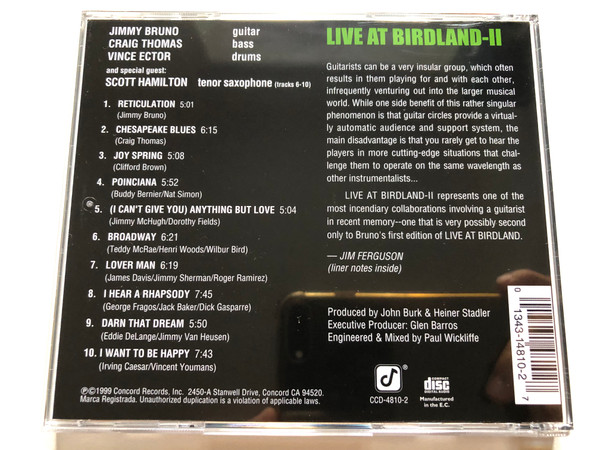 JIMMY BRUNO guitar
CRAIG THOMAS bass
VINCE ECTOR drums
and special guest:
SCOTT HAMILTON tenor saxophone (tracks 6-10)
1. RETICULATION 5:01
(Jimmy Bruno)
2. CHESAPEAKE BLUES 6:15
(Craig Thomas)
3. JOY SPRING 5:08
(Clifford Brown)
4. POINCIANA 5:52
(Buddy Bernier/Nat Simon)
5. (I CAN'T GIVE YOU) ANYTHING BUT LOVE 5:04
(Jimmy McHugh/Dorothy Fields)
6. BROADWAY 6:21
(Teddy McRae/Henri Woods/Wilbur Bird)
7. LOVER MAN 6:19
(James Davis/Jimmy Sherman/Roger Ramirez)
8. I HEAR A RHAPSODY 7:45
(George Fragos/Jack Baker/Dick Gasparre)
9. DARN THAT DREAM 5:50
(Eddie DeLange/Jimmy Van Heusen)
10. I WANT TO BE HAPPY 7:43
(Irving Caesar/Vincent Youmans)
℗©1999 Concord Records, Inc. 2450-A Stanwell Drive, Concord CA 94520.
Marca Registrada. Unauthorized duplication is a violation of applicable laws.
LIVE AT BIRDLAND-II
Guitarists can be a very insular group, which often
results in them playing for and with each other,
infrequently venturing out into the larger musical
world. While one side benefit of this rather singular
phenomenon is that guitar circles provide a virtual-
ly automatic audience and support system, the
main disadvantage is that you rarely get to hear the
players in more cutting-edge situations that chal-
lenge them to operate on the same wavelength as
other instrumentalists...
LIVE AT BIRDLAND-II represents one of the
most incendiary collaborations involving a guitarist
in recent memory--one that is very possibly second
only to Bruno's first edition of LIVE AT BIRDLAND.
— JIM FERGUSON
(liner notes inside)
Produced by John Burk & Heiner Stadler
Executive Producer: Glen Barros
Engineered & Mixed by Paul Wickliffe
CCD-4810-2
COMPACT
disc
DIGITAL AUDIO
Manufactured
in the E.C.
0 13431-4810-2 7